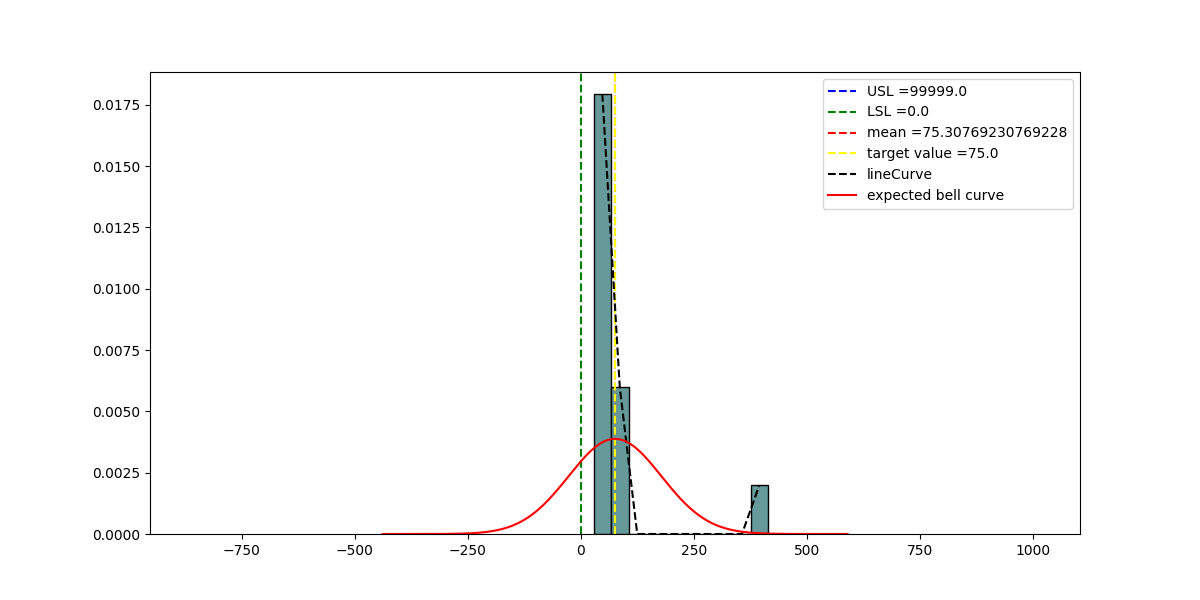 USL =99999.0
LSL =0.0
mean =75.30769230769228
target value =75.0
lineCurve
expected bell curve
0.0175
0.0150
0.0125
0.0100
0.0075
0.0050
0.0025
0.0000
−750 −500 −250 0 250 500 750 1000